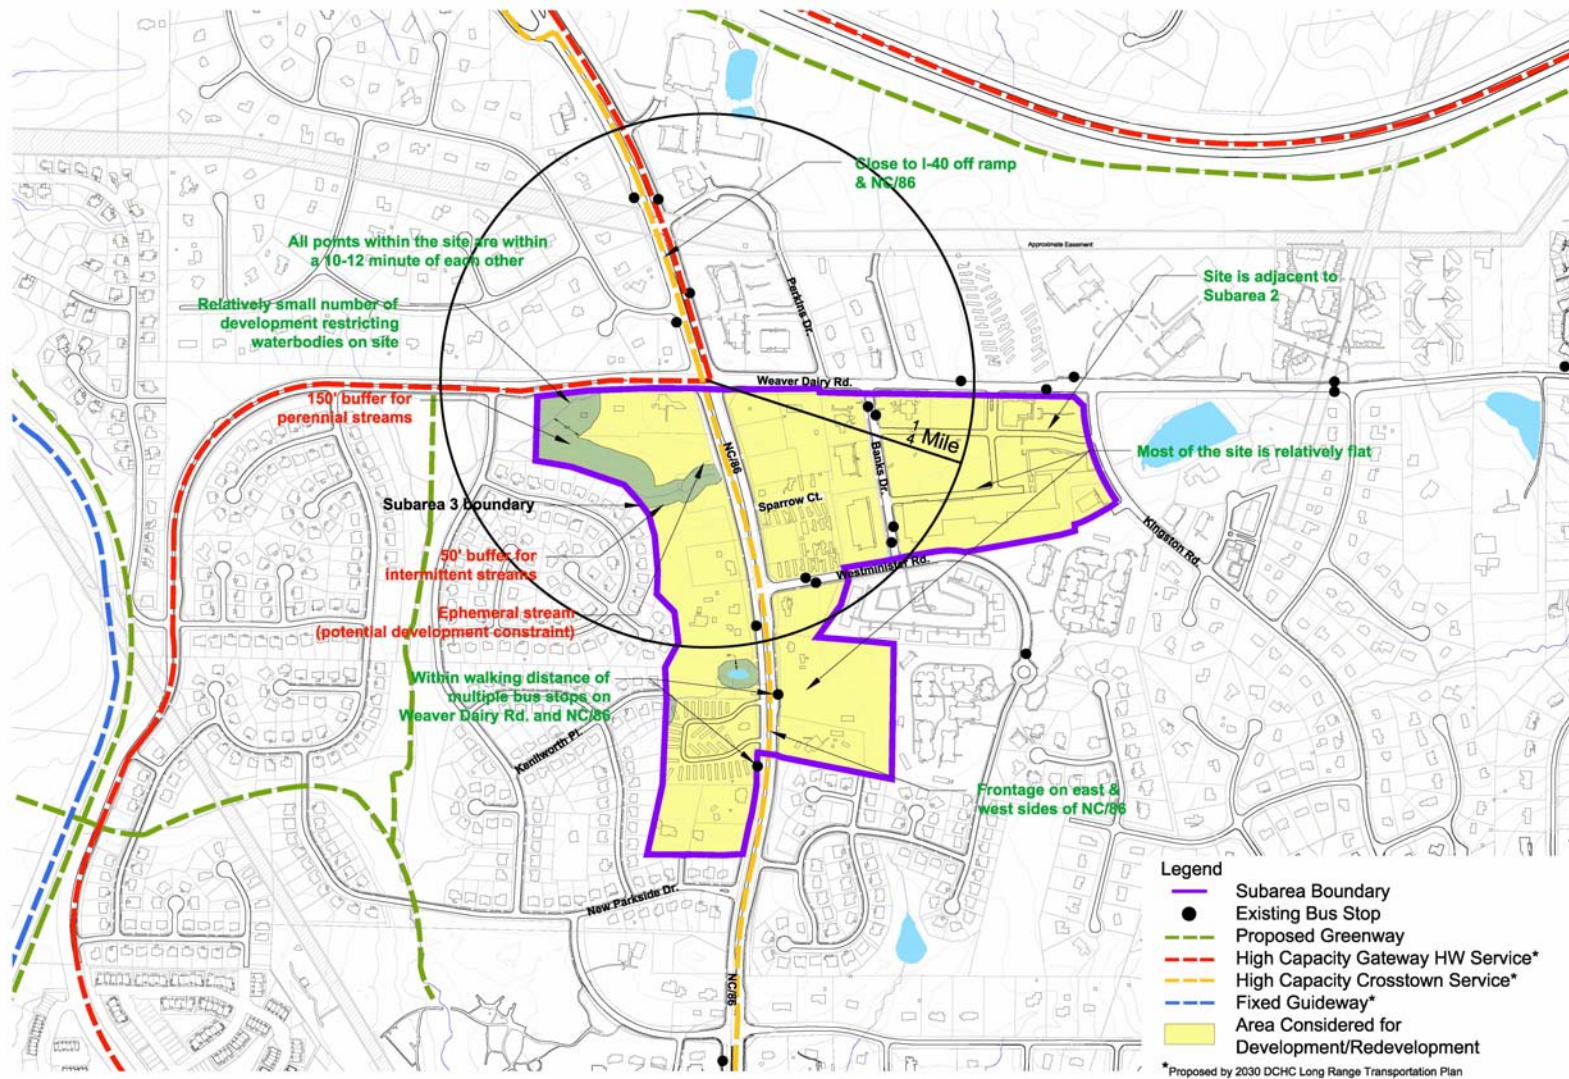 Close to I-40 off ramp
& NC/86
All points within the site are within
a 10-12 minute of each other
Approximate Easement
Site is adjacent to
Subarea 2
Relatively small number of
development restricting
waterbodies on site
Perkins Dr.
Weaver Dairy Rd.
150' buffer for
perennial streams
1/4 Mile
NC/86
Banks Dr.
Most of the site is relatively flat
Subarea 3 boundary
Sparrow Ct.
Kingston Rd.
50' buffer for
intermittent streams
Westminister Rd.
Ephemeral stream
(potential development constraint)
Within walking distance of
multiple bus stops on
Weaver Dairy Rd. and NC/86
Kenilworth Pl.
Frontage on east &
west sides of NC/86
New Parkside Dr.
NC/86
Legend
Subarea Boundary
Existing Bus Stop
Proposed Greenway
High Capacity Gateway HW Service*
High Capacity Crosstown Service*
Fixed Guideway*
Area Considered for
Development/Redevelopment
*Proposed by 2030 DCHC Long Range Transportation Plan